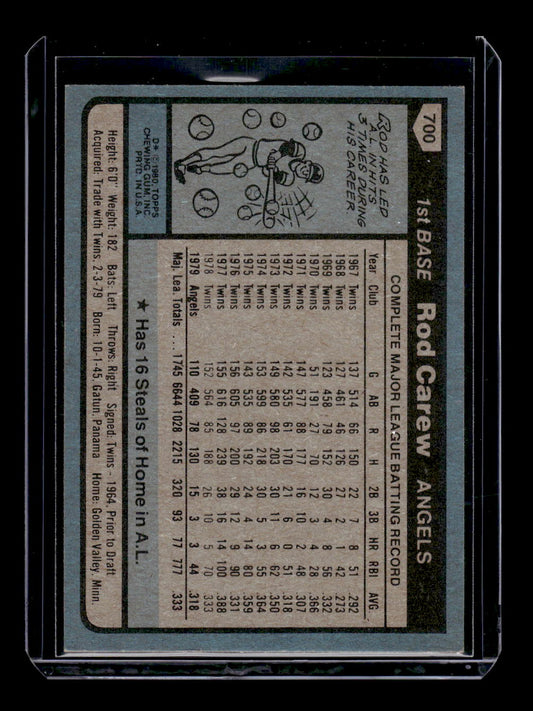 700
1st BASE Rod Carew ANGELS
ROD HAS LED
A.L. IN HITS
3 TIMES DURING
HIS CAREER.
D* © 1980 TOPPS
CHEWING GUM, INC.
PRTD. IN U.S.A.
COMPLETE MAJOR LEAGUE BATTING RECORD
Year Club G AB R H 2B 3B HR RBI AVG.
1967 Twins 137 514 66 150 22 7 8 51 .292
1968 Twins 127 461 46 126 27 2 1 42 .273
1969 Twins 123 458 79 152 30 4 8 56 .332
1970 Twins 51 191 27 70 12 3 4 28 .366
1971 Twins 147 577 88 177 16 10 2 48 .307
1972 Twins 142 535 61 170 21 6 0 51 .318
1973 Twins 149 580 98 203 30 11 6 62 .350
1974 Twins 153 599 86 218 30 5 3 55 .364
1975 Twins 143 535 89 192 24 4 14 80 .359
1976 Twins 156 605 97 200 29 12 9 90 .331
1977 Twins 155 616 128 239 38 16 14 100 .388
1978 Twins 152 564 85 188 26 10 5 70 .333
1979 Angels 110 409 78 130 15 3 3 44 .318
Maj. Lea. Totals .... 1745 6644 1028 2215 320 93 77 777 .333
★ Has 16 Steals of Home in A.L.
Height: 6'0" Weight: 182 Bats: Left Throws: Right Signed: Twins - 1964, Prior to Draft
Acquired: Trade with Twins, 2-3-79 Born: 10-1-45 Gatun, Panama Home: Golden Valley, Minn.